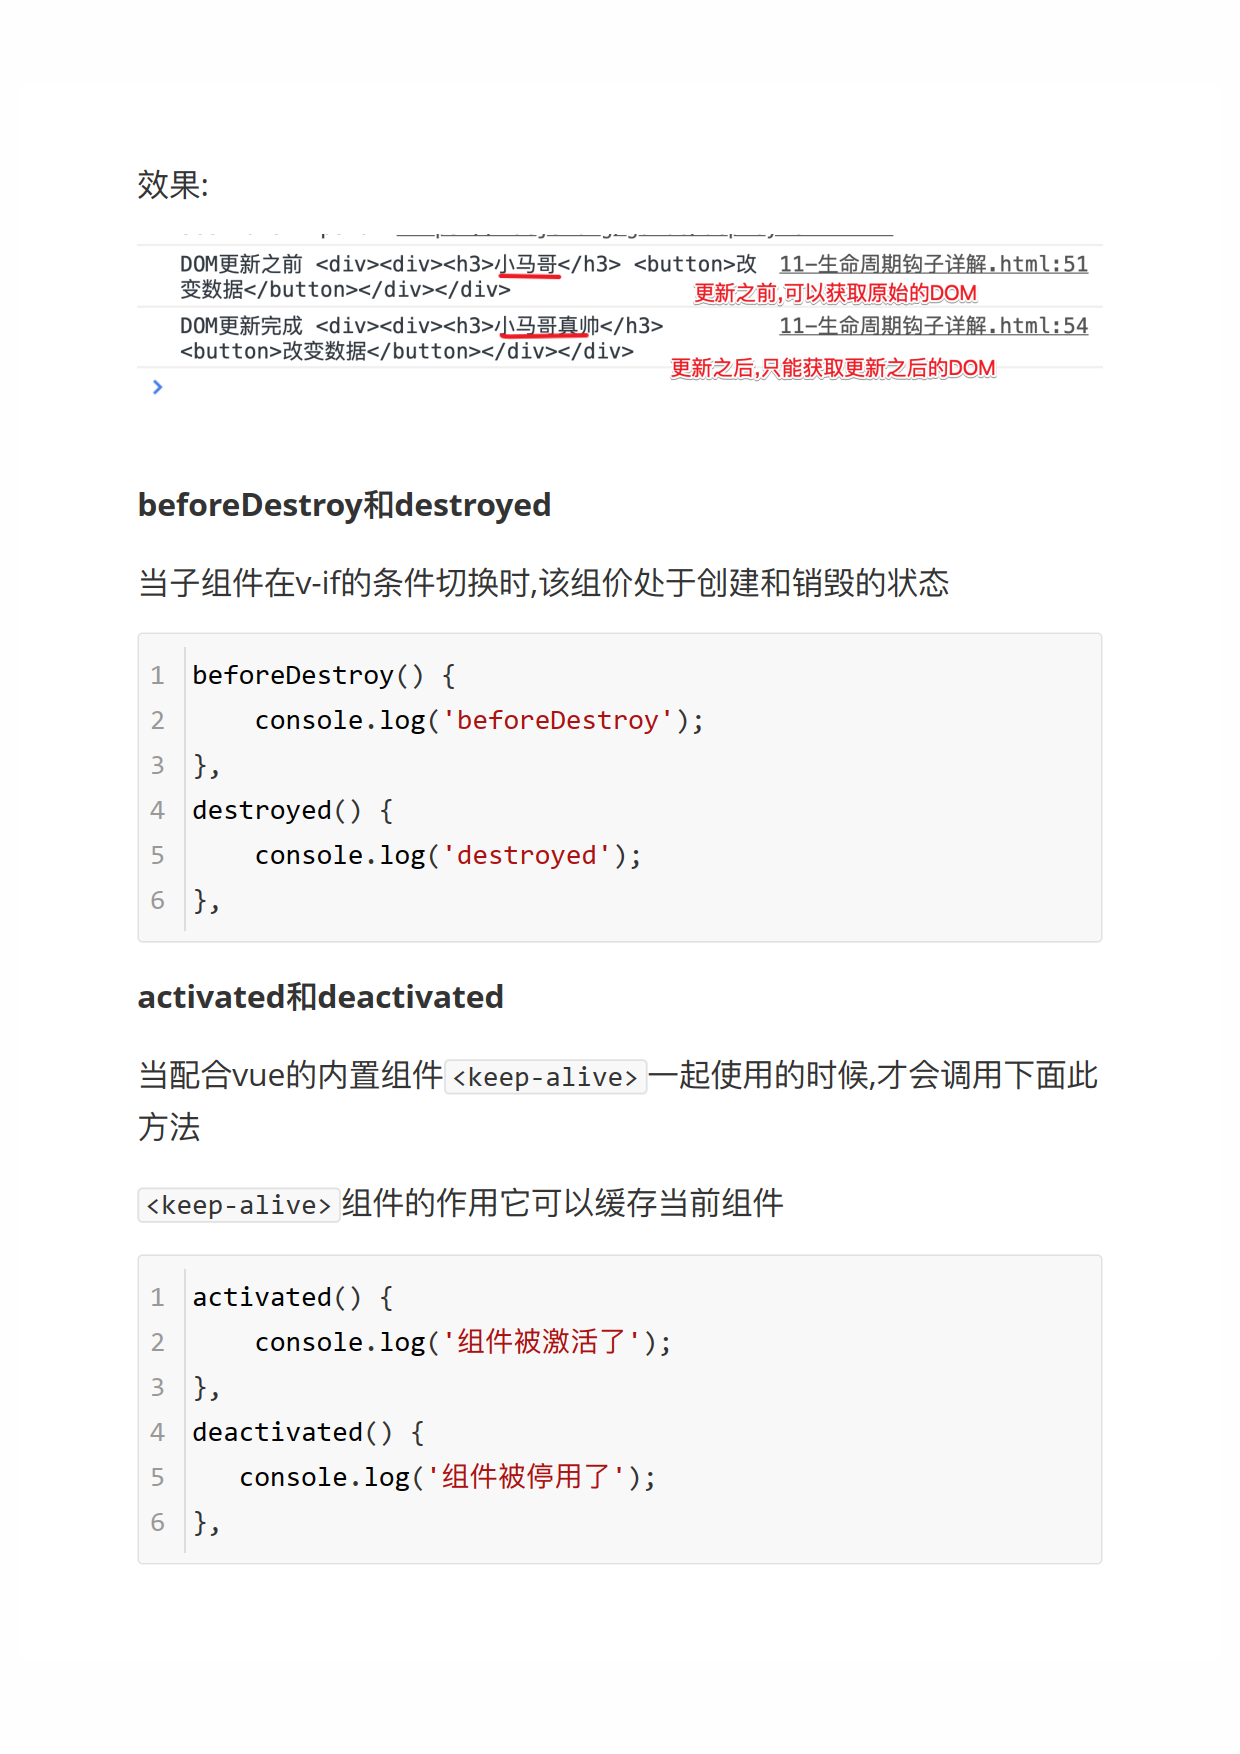 效果:
DOM更新之前 <div><div><h3>小马哥</h3> <button>改 11-生命周期钩子详解.html:51
变数据</button></div></div>
更新之前,可以获取原始的DOM
DOM更新完成 <div><div><h3>小马哥真帅</h3> 11-生命周期钩子详解.html:54
<button>改变数据</button></div></div>
更新之后,只能获取更新之后的DOM
>
beforeDestroy和destroyed
当子组件在v-if的条件切换时,该组价处于创建和销毁的状态
1 beforeDestroy() {
2     console.log('beforeDestroy');
3 },
4 destroyed() {
5     console.log('destroyed');
6 },
activated和deactivated
当配合vue的内置组件<keep-alive>一起使用的时候,才会调用下面此
方法
<keep-alive>组件的作用它可以缓存当前组件
1 activated() {
2     console.log('组件被激活了');
3 },
4 deactivated() {
5    console.log('组件被停用了');
6 },